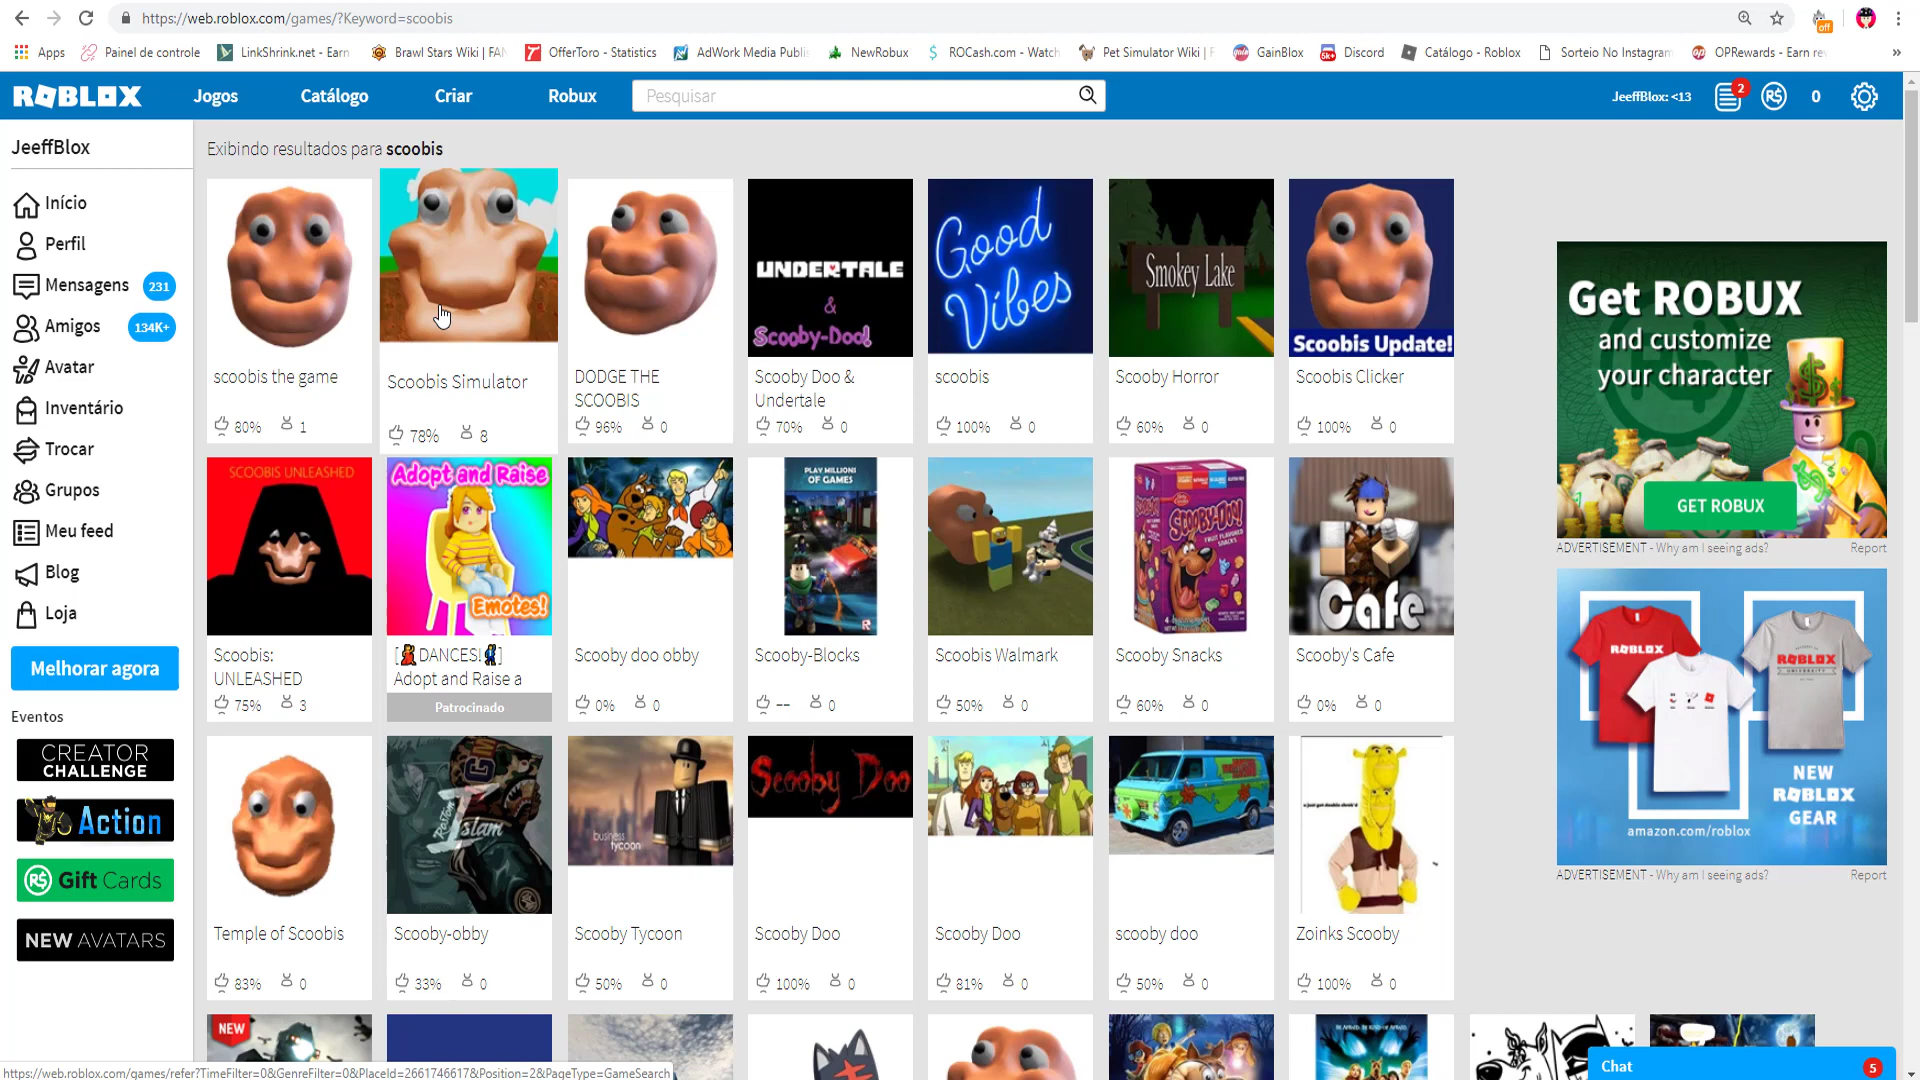 https://web.roblox.com/games/?Keyword=scoobis
Apps
Painel de controle
LinkShrink.net - Earn
Brawl Stars Wiki | FAN
OfferToro - Statistics
AdWork Media Publis
NewRobux
ROCash.com - Watch
Pet Simulator Wiki | F
GainBlox
Discord
Catálogo - Roblox
Sorteio No Instagram
OPRewards - Earn rev
off
ROBLOX
Jogos
Catálogo
Criar
Robux
Pesquisar
JeeffBlox: <13
2
0
JeeffBlox
Início
Perfil
Mensagens 231
Amigos 134K+
Avatar
Inventário
Trocar
Grupos
Meu feed
Blog
Loja
Melhorar agora
Eventos
CREATOR
CHALLENGE
Action
Gift Cards
NEW AVATARS
Exibindo resultados para scoobis
scoobis the game
80% 1
Scoobis Simulator
78% 8
DODGE THE
SCOOBIS
96% 0
UNDERTALE
&
Scooby-Doo!
Scooby Doo &
Undertale
70% 0
Good
Vibes
scoobis
100% 0
Smokey Lake
Scooby Horror
60% 0
Scoobis Update!
Scoobis Clicker
100% 0
SCOOBIS UNLEASHED
Scoobis:
UNLEASHED
75% 3
Adopt and Raise
Emotes!
[DANCES!]
Adopt and Raise a
Patrocinado
Scooby doo obby
0% 0
PLAY MILLIONS
OF GAMES
Scooby-Blocks
-- 0
Scoobis Walmark
50% 0
SCOOBY-DOO!
Scooby Snacks
60% 0
Cafe
Scooby's Cafe
0% 0
Temple of Scoobis
83% 0
Scooby-obby
33% 0
business
tycoon
Scooby Tycoon
50% 0
Scooby Doo
Scooby Doo
100% 0
Scooby Doo
81% 0
scooby doo
50% 0
Zoinks Scooby
100% 0
NEW
Get ROBUX
and customize
your character
GET ROBUX
ADVERTISEMENT - Why am I seeing ads?
Report
ROBLOX
ROBLOX
NEW
ROBLOX
GEAR
amazon.com/roblox
ADVERTISEMENT - Why am I seeing ads?
Report
Chat
5
https://web.roblox.com/games/refer?TimeFilter=0&GenreFilter=0&PlaceId=2661746617&Position=2&PageType=GameSearch